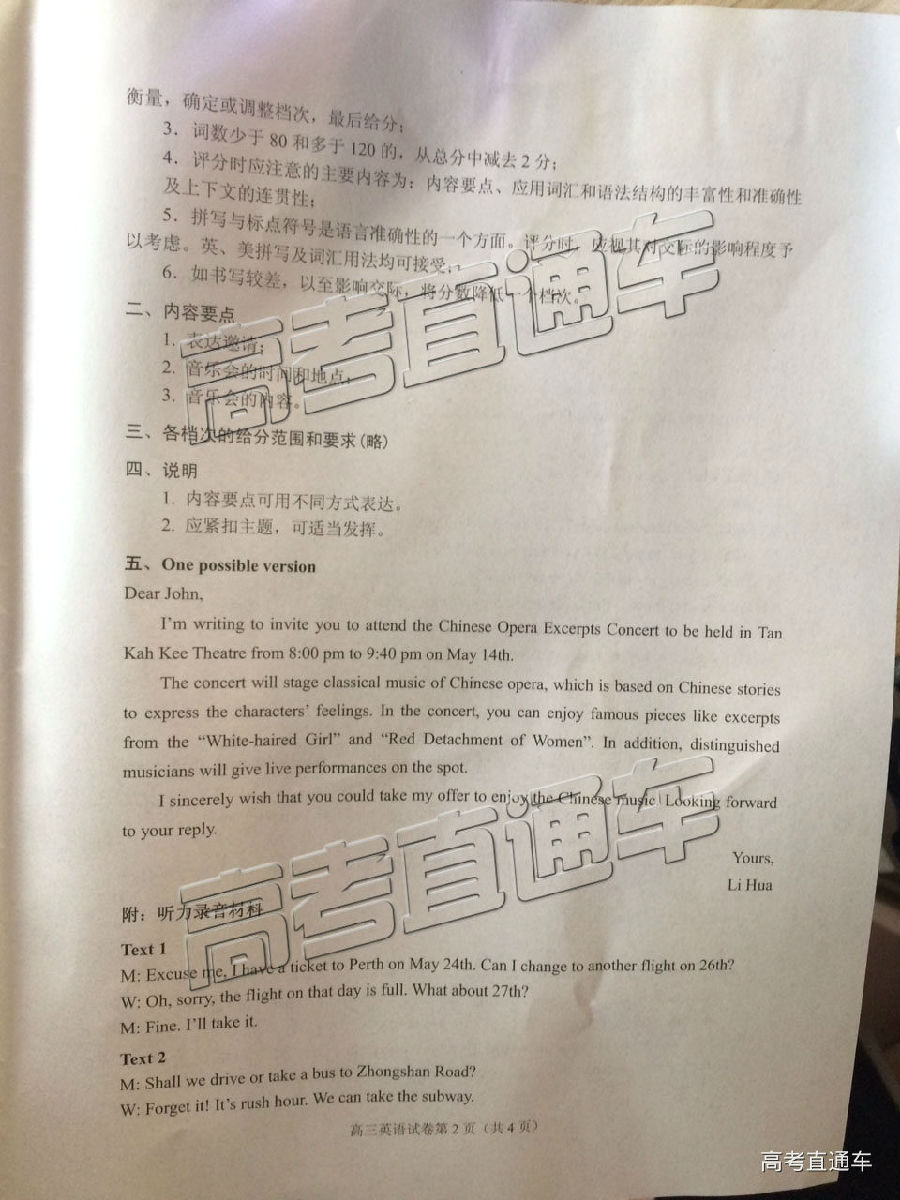 衡量，确定或调整档次，最后给分；
3．词数少于 80 和多于 120 的，从总分中减去 2 分；
4．评分时应注意的主要内容为：内容要点、应用词汇和语法结构的丰富性和准确性
及上下文的连贯性；
5．拼写与标点符号是语言准确性的一个方面。评分时，应视其对交际的影响程度予
以考虑。英、美拼写及词汇用法均可接受；
6．如书写较差，以至影响交际，将分数降低一个档次。
二、内容要点
1. 表达邀请；
2. 音乐会的时间和地点；
3. 音乐会的内容。
三、各档次的给分范围和要求(略)
四、说明
1. 内容要点可用不同方式表达。
2. 应紧扣主题，可适当发挥。
五、One possible version
Dear John,
I'm writing to invite you to attend the Chinese Opera Excerpts Concert to be held in Tan
Kah Kee Theatre from 8:00 pm to 9:40 pm on May 14th.
The concert will stage classical music of Chinese opera, which is based on Chinese stories
to express the characters' feelings. In the concert, you can enjoy famous pieces like excerpts
from the “White-haired Girl” and “Red Detachment of Women”. In addition, distinguished
musicians will give live performances on the spot.
I sincerely wish that you could take my offer to enjoy the Chinese music! Looking forward
to your reply.
Yours,
Li Hua
附：听力录音材料
Text 1
M: Excuse me, I have a ticket to Perth on May 24th. Can I change to another flight on 26th?
W: Oh, sorry, the flight on that day is full. What about 27th?
M: Fine. I'll take it.
Text 2
M: Shall we drive or take a bus to Zhongshan Road?
W: Forget it! It's rush hour. We can take the subway.
高三英语试卷第 2 页（共 4 页）
高考直通车
高考直通车
高考直通车